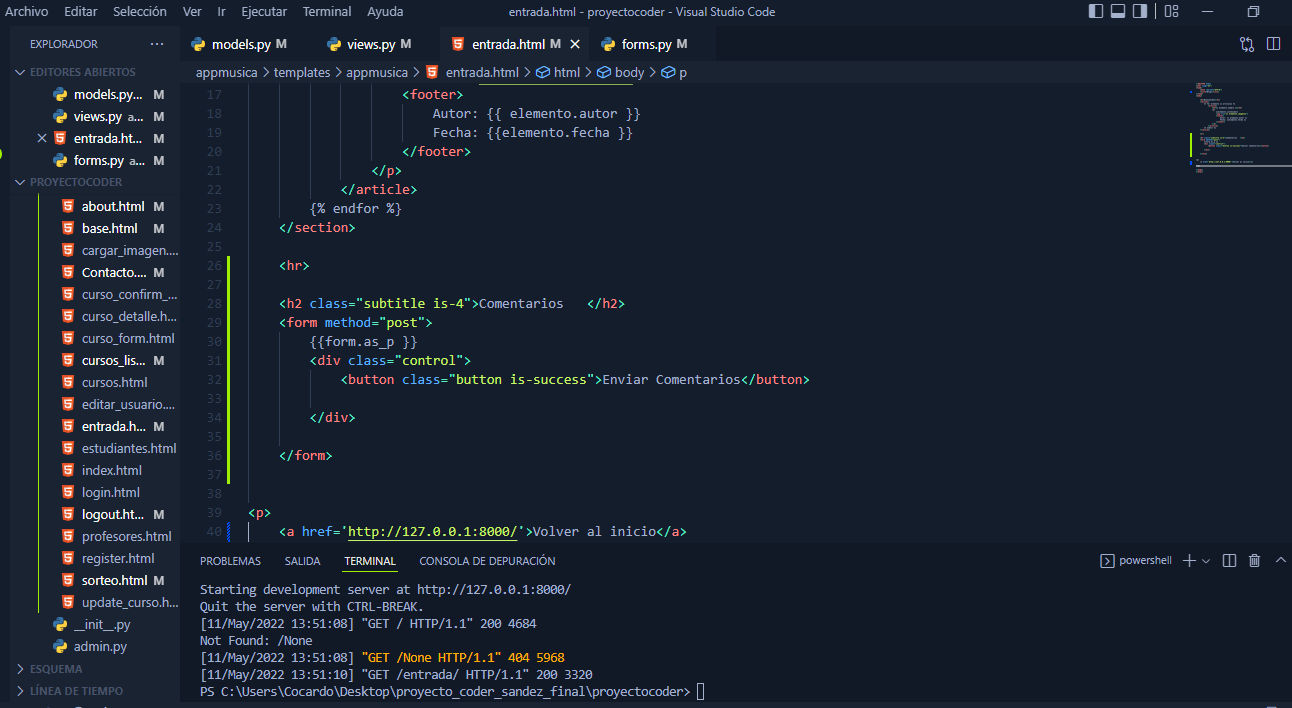 Archivo Editar Selección Ver Ir Ejecutar Terminal Ayuda entrada.html - proyectocoder - Visual Studio Code
EXPLORADOR ···
EDITORES ABIERTOS
models.py... M
views.py a... M
entrada.ht... M
forms.py a... M
PROYECTOCODER
about.html M
base.html M
cargar_imagen....
Contacto.... M
curso_confirm_...
curso_detalle.h...
curso_form.html
cursos_lis... M
cursos.html
editar_usuario....
entrada.h... M
estudiantes.html
index.html
login.html
logout.ht... M
profesores.html
register.html
sorteo.html M
update_curso.h...
__init__.py
admin.py
ESQUEMA
LÍNEA DE TIEMPO
models.py M views.py M entrada.html M forms.py M
appmusica > templates > appmusica > entrada.html > html > body > p
17 <footer>
18 Autor: {{ elemento.autor }}
19 Fecha: {{elemento.fecha }}
20 </footer>
21 </p>
22 </article>
23 {% endfor %}
24 </section>
25
26 <hr>
27
28 <h2 class="subtitle is-4">Comentarios   </h2>
29 <form method="post">
30 {{form.as_p }}
31 <div class="control">
32 <button class="button is-success">Enviar Comentarios</button>
33
34 </div>
35
36 </form>
37
38
39 <p>
40 <a href='http://127.0.0.1:8000/'>Volver al inicio</a>
PROBLEMAS SALIDA TERMINAL CONSOLA DE DEPURACIÓN powershell
Starting development server at http://127.0.0.1:8000/
Quit the server with CTRL-BREAK.
[11/May/2022 13:51:08] "GET / HTTP/1.1" 200 4684
Not Found: /None
[11/May/2022 13:51:08] "GET /None HTTP/1.1" 404 5968
[11/May/2022 13:51:10] "GET /entrada/ HTTP/1.1" 200 3320
PS C:\Users\Cocardo\Desktop\proyecto_coder_sandez_final\proyectocoder>